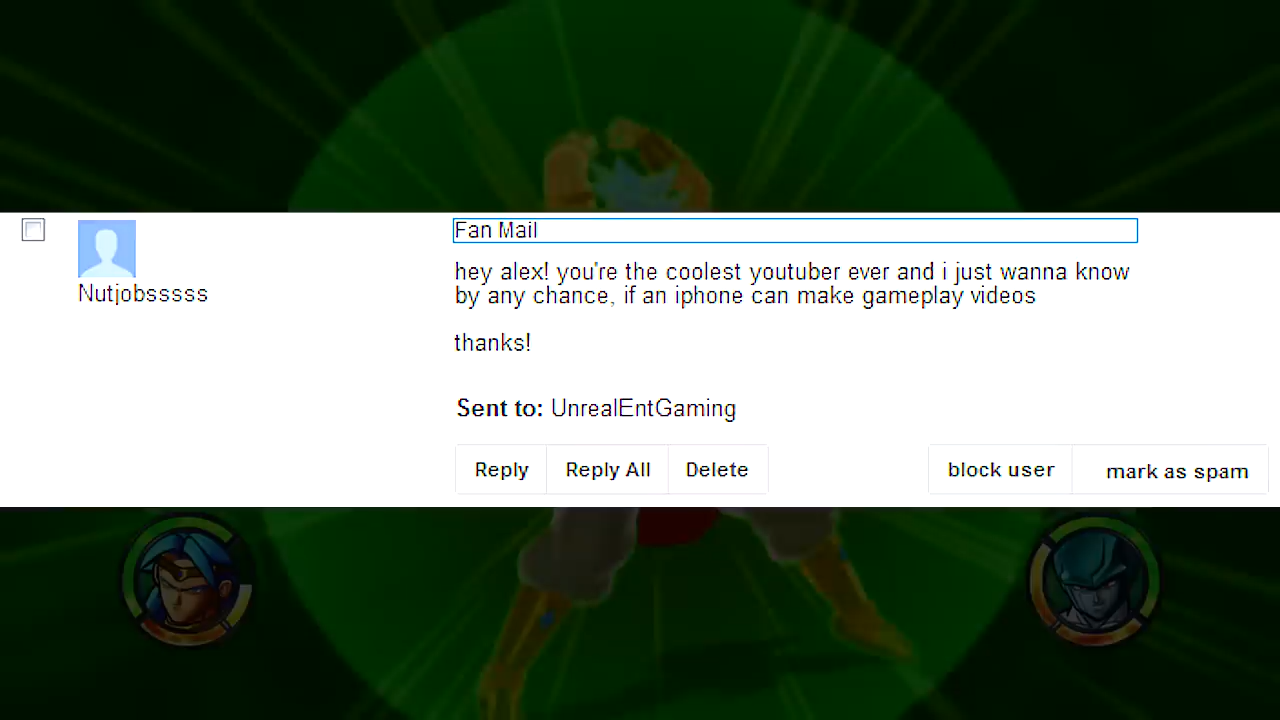 Fan Mail
Nutjobsssss
hey alex! you're the coolest youtuber ever and i just wanna know
by any chance, if an iphone can make gameplay videos
thanks!
Sent to: UnrealEntGaming
Reply Reply All Delete block user mark as spam